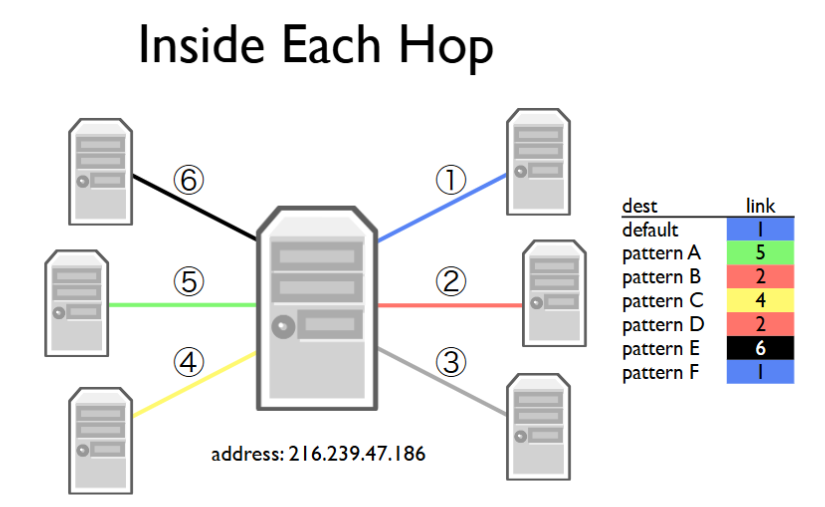 Inside Each Hop
⑥
①
⑤
②
④
③
address: 216.239.47.186
dest link
default 1
pattern A 5
pattern B 2
pattern C 4
pattern D 2
pattern E 6
pattern F 1